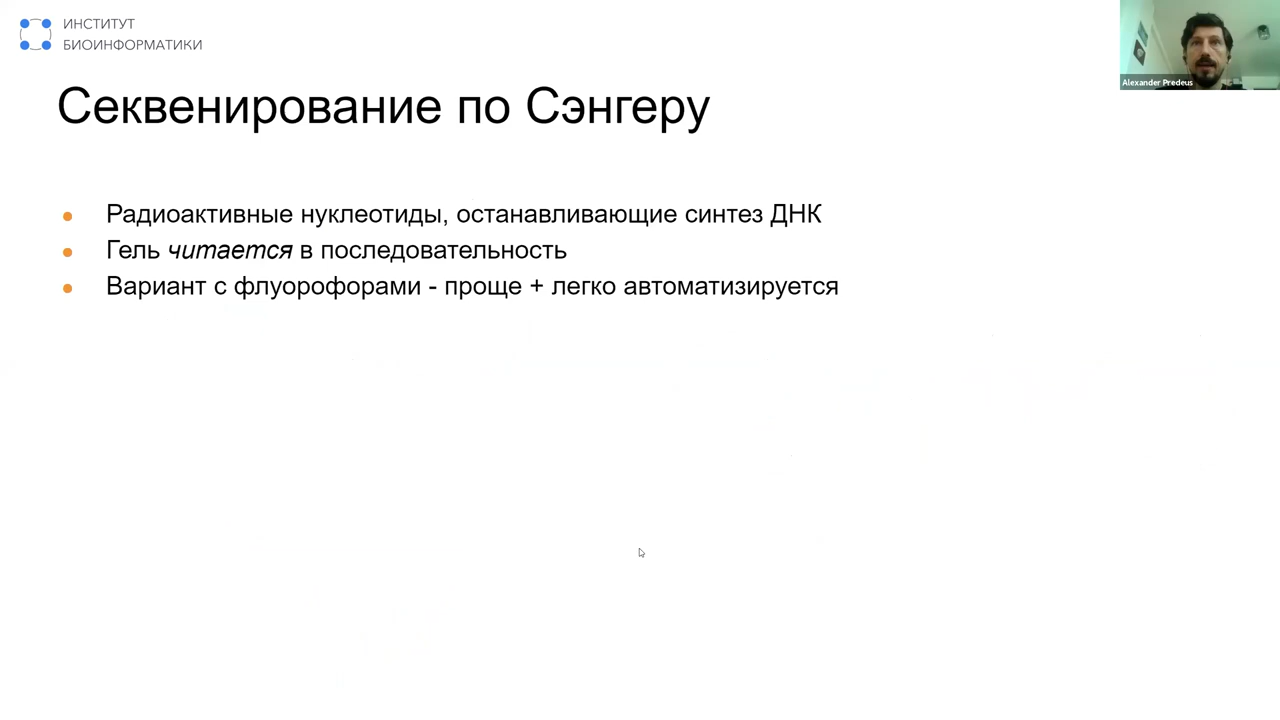 ИНСТИТУТ
БИОИНФОРМАТИКИ
Alexander Predeus
Секвенирование по Сэнгеру
Радиоактивные нуклеотиды, останавливающие синтез ДНК
Гель читается в последовательность
Вариант с флуорофорами - проще + легко автоматизируется